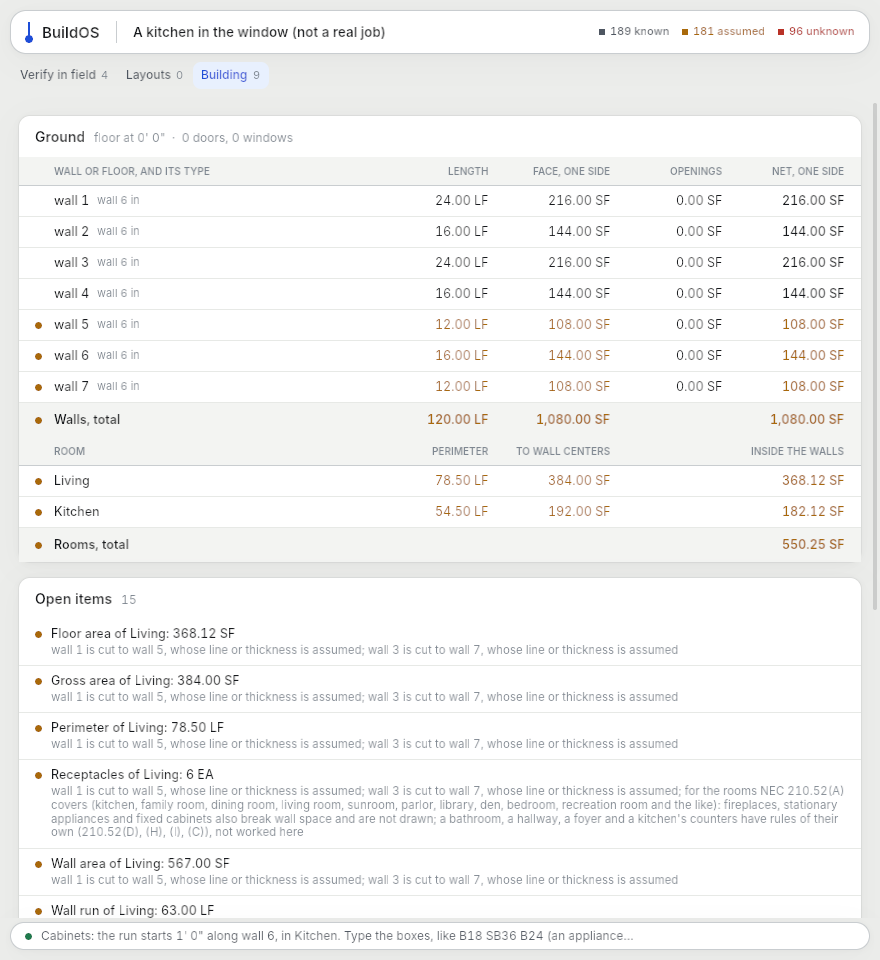 BuildOS
A kitchen in the window (not a real job)
189 known 181 assumed 96 unknown
Verify in field 4 Layouts 0 Building 9
Ground floor at 0' 0" · 0 doors, 0 windows
WALL OR FLOOR, AND ITS TYPE LENGTH FACE, ONE SIDE OPENINGS NET, ONE SIDE
wall 1 wall 6 in 24.00 LF 216.00 SF 0.00 SF 216.00 SF
wall 2 wall 6 in 16.00 LF 144.00 SF 0.00 SF 144.00 SF
wall 3 wall 6 in 24.00 LF 216.00 SF 0.00 SF 216.00 SF
wall 4 wall 6 in 16.00 LF 144.00 SF 0.00 SF 144.00 SF
wall 5 wall 6 in 12.00 LF 108.00 SF 0.00 SF 108.00 SF
wall 6 wall 6 in 16.00 LF 144.00 SF 0.00 SF 144.00 SF
wall 7 wall 6 in 12.00 LF 108.00 SF 0.00 SF 108.00 SF
Walls, total 120.00 LF 1,080.00 SF 1,080.00 SF
ROOM PERIMETER TO WALL CENTERS INSIDE THE WALLS
Living 78.50 LF 384.00 SF 368.12 SF
Kitchen 54.50 LF 192.00 SF 182.12 SF
Rooms, total 550.25 SF
Open items 15
Floor area of Living: 368.12 SF
wall 1 is cut to wall 5, whose line or thickness is assumed; wall 3 is cut to wall 7, whose line or thickness is assumed
Gross area of Living: 384.00 SF
wall 1 is cut to wall 5, whose line or thickness is assumed; wall 3 is cut to wall 7, whose line or thickness is assumed
Perimeter of Living: 78.50 LF
wall 1 is cut to wall 5, whose line or thickness is assumed; wall 3 is cut to wall 7, whose line or thickness is assumed
Receptacles of Living: 6 EA
wall 1 is cut to wall 5, whose line or thickness is assumed; wall 3 is cut to wall 7, whose line or thickness is assumed; for the rooms NEC 210.52(A)
covers (kitchen, family room, dining room, living room, sunroom, parlor, library, den, bedroom, recreation room and the like): fireplaces, stationary
appliances and fixed cabinets also break wall space and are not drawn; a bathroom, a hallway, a foyer and a kitchen's counters have rules of their
own (210.52(D), (H), (I), (C)), not worked here
Wall area of Living: 567.00 SF
wall 1 is cut to wall 5, whose line or thickness is assumed; wall 3 is cut to wall 7, whose line or thickness is assumed
Wall run of Living: 63.00 LF
Cabinets: the run starts 1' 0" along wall 6, in Kitchen. Type the boxes, like B18 SB36 B24 (an appliance...